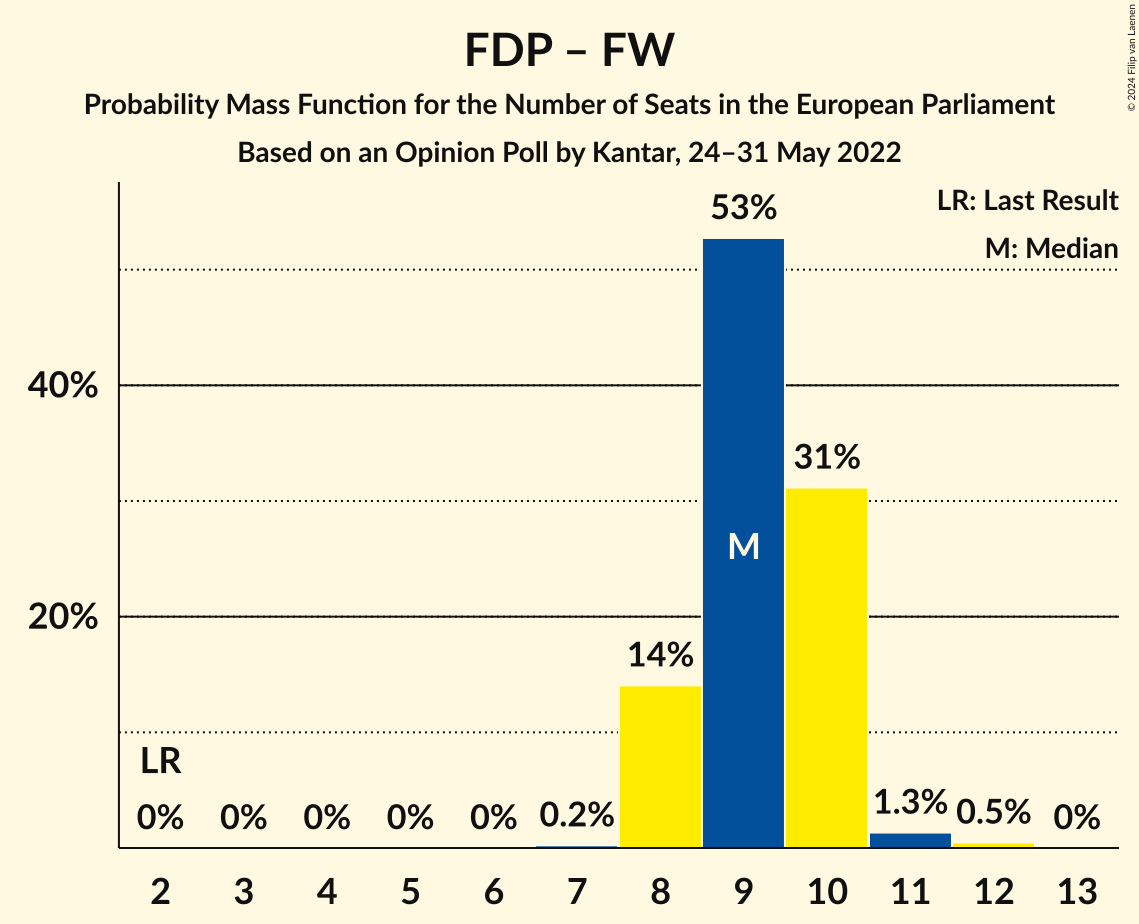 FDP – FW
Probability Mass Function for the Number of Seats in the European Parliament
Based on an Opinion Poll by Kantar, 24–31 May 2022
© 2024 Filip van Laenen
LR: Last Result
M: Median
53%
40%
31%
M
20%
14%
LR
0% 0% 0% 0% 0% 0.2% 1.3% 0.5% 0%
2 3 4 5 6 7 8 9 10 11 12 13